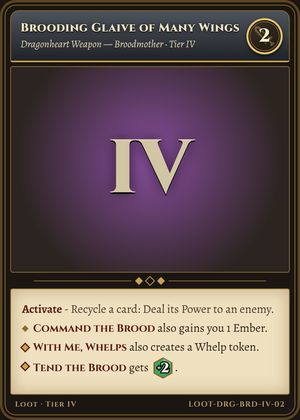 Brooding Glaive of Many Wings
2
Dragonheart Weapon — Broodmother · Tier IV
IV
Activate - Recycle a card: Deal its Power to an enemy.
Command the Brood also gains you 1 Ember.
With Me, Whelps also creates a Whelp token.
Tend the Brood gets 2.
Loot · Tier IV
LOOT-DRG-BRD-IV-02